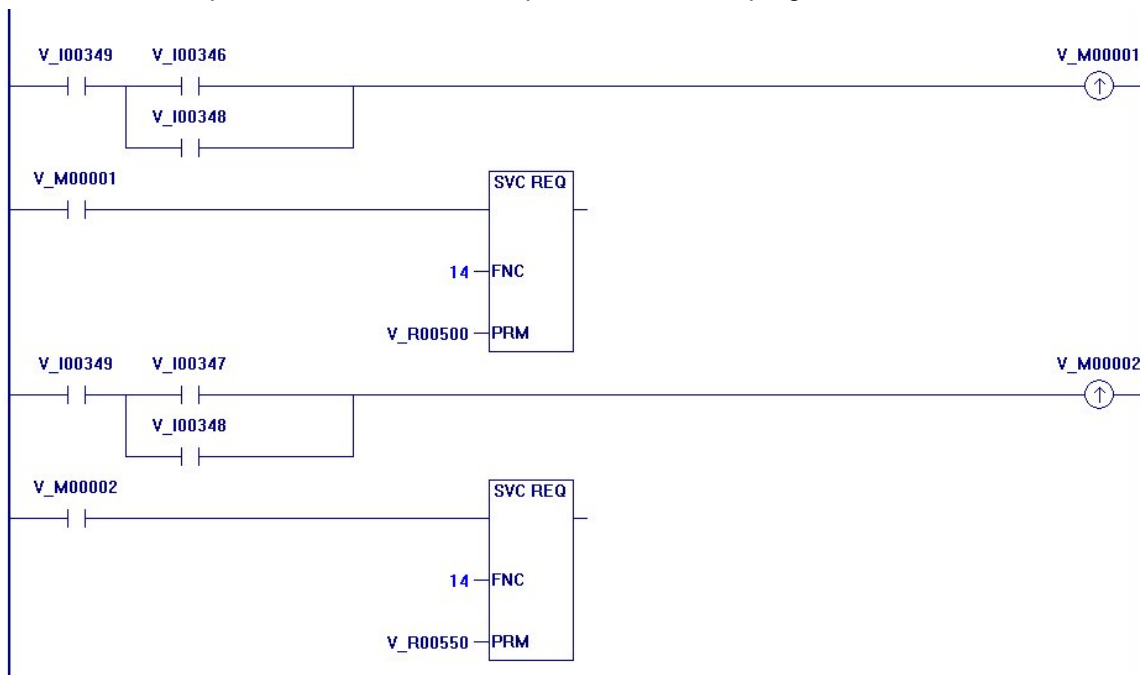 V_I00349 V_I00346 V_M00001
V_I00348
V_M00001 SVC REQ
14 FNC
V_R00500 PRM
V_I00349 V_I00347 V_M00002
V_I00348
V_M00002 SVC REQ
14 FNC
V_R00550 PRM